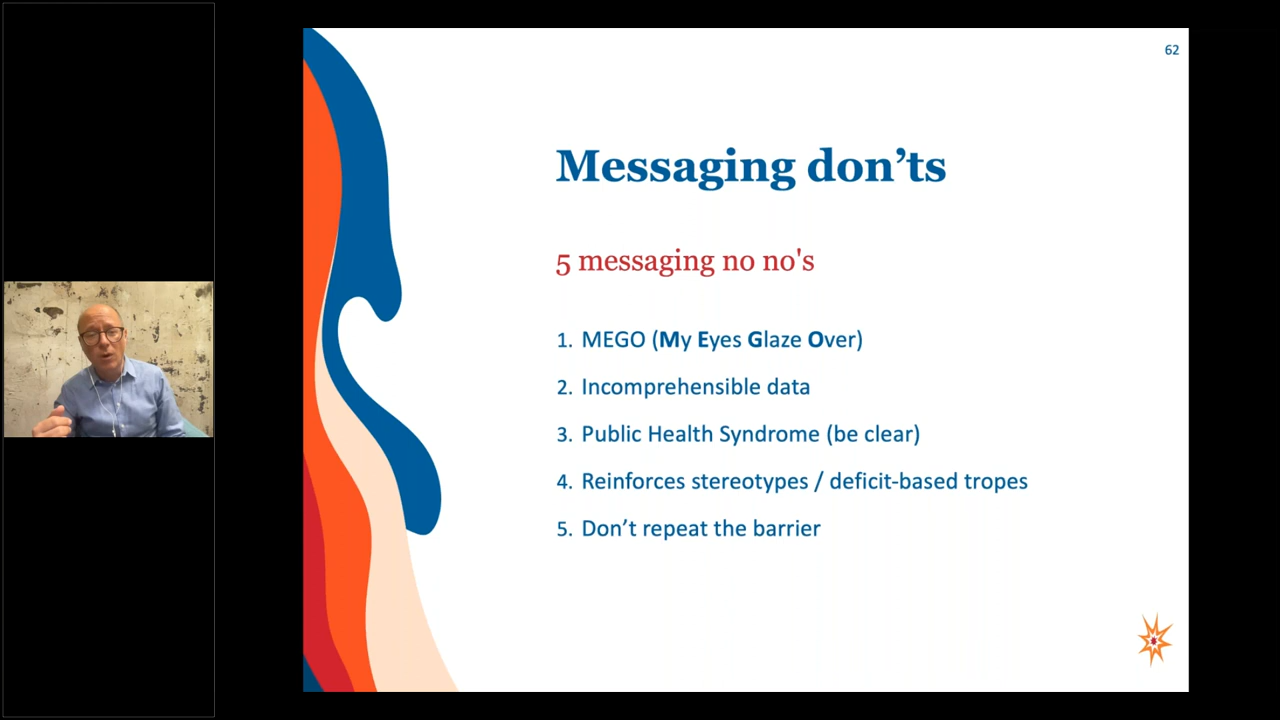 62
Messaging don’ts
5 messaging no no's
1. MEGO (My Eyes Glaze Over)
2. Incomprehensible data
3. Public Health Syndrome (be clear)
4. Reinforces stereotypes / deficit-based tropes
5. Don’t repeat the barrier